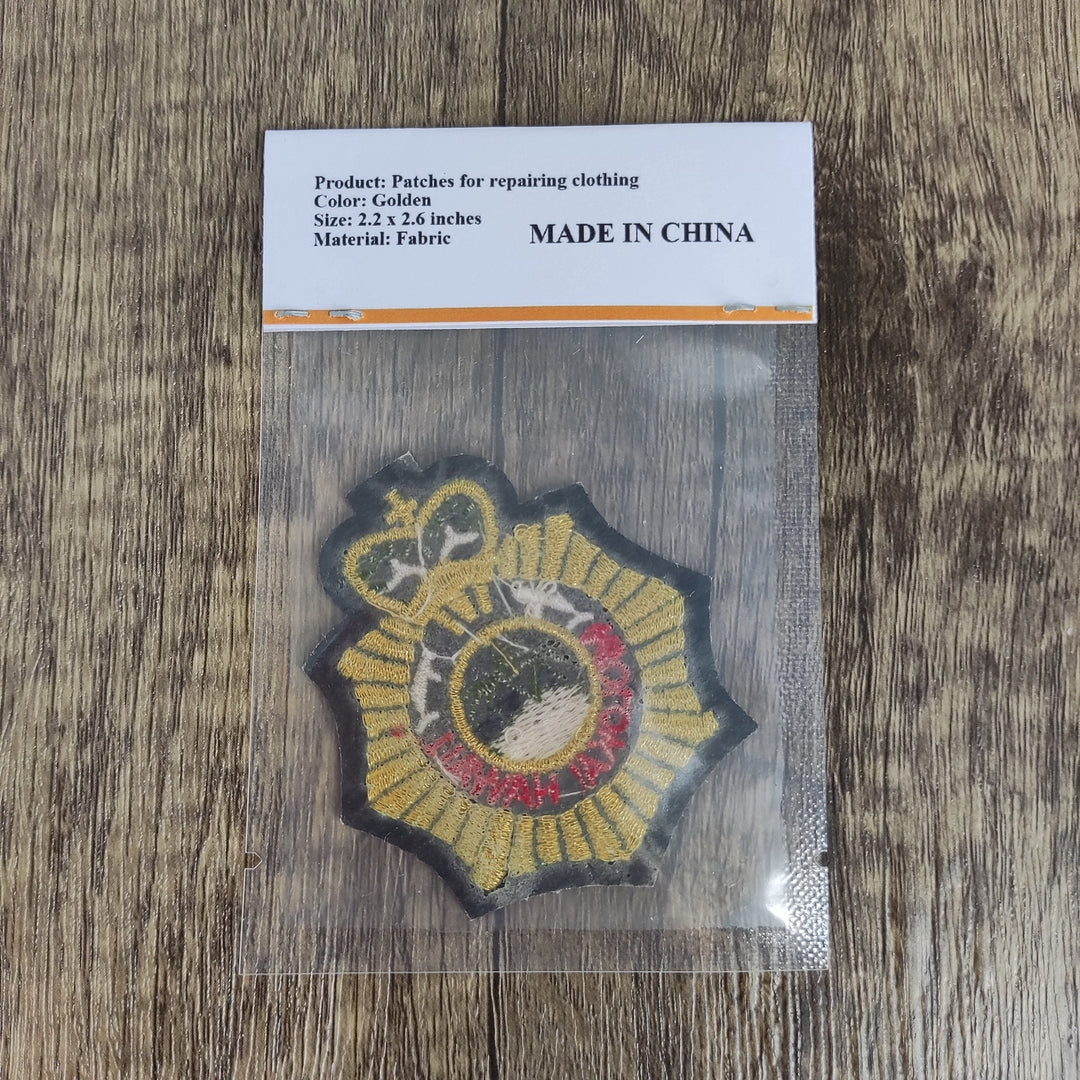 Product: Patches for repairing clothing
Color: Golden
Size: 2.2 x 2.6 inches
Material: Fabric
MADE IN CHINA